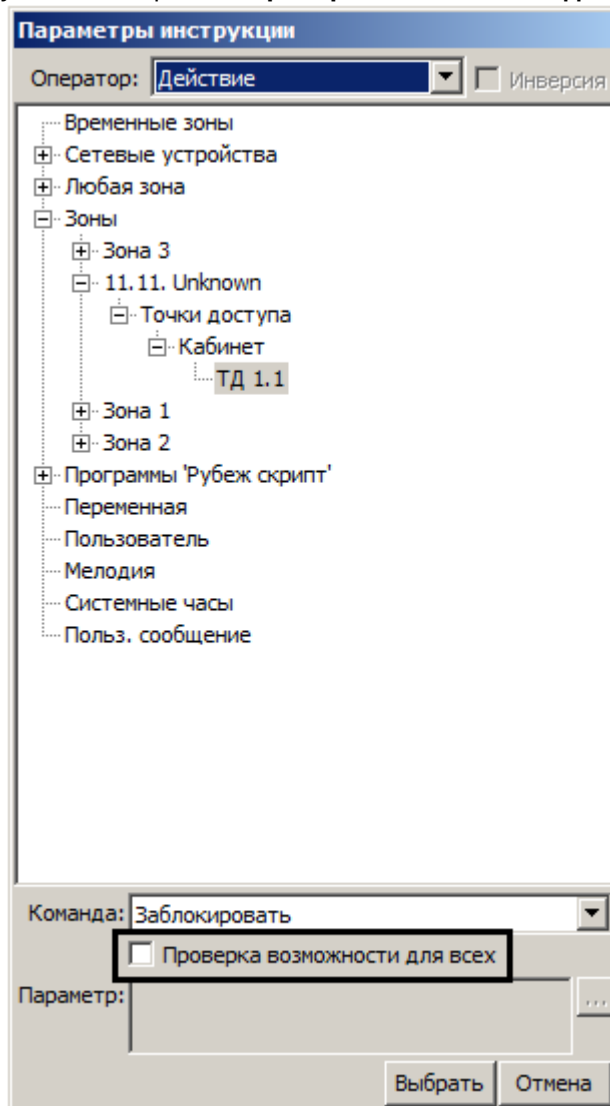 Параметры инструкции
Оператор: Действие Инверсия
Временные зоны
Сетевые устройства
Любая зона
Зоны
Зона 3
11.11. Unknown
Точки доступа
Кабинет
ТД 1.1
Зона 1
Зона 2
Программы 'Рубеж скрипт'
Переменная
Пользователь
Мелодия
Системные часы
Польз. сообщение
Команда: Заблокировать
Проверка возможности для всех
Параметр: ...
Выбрать Отмена